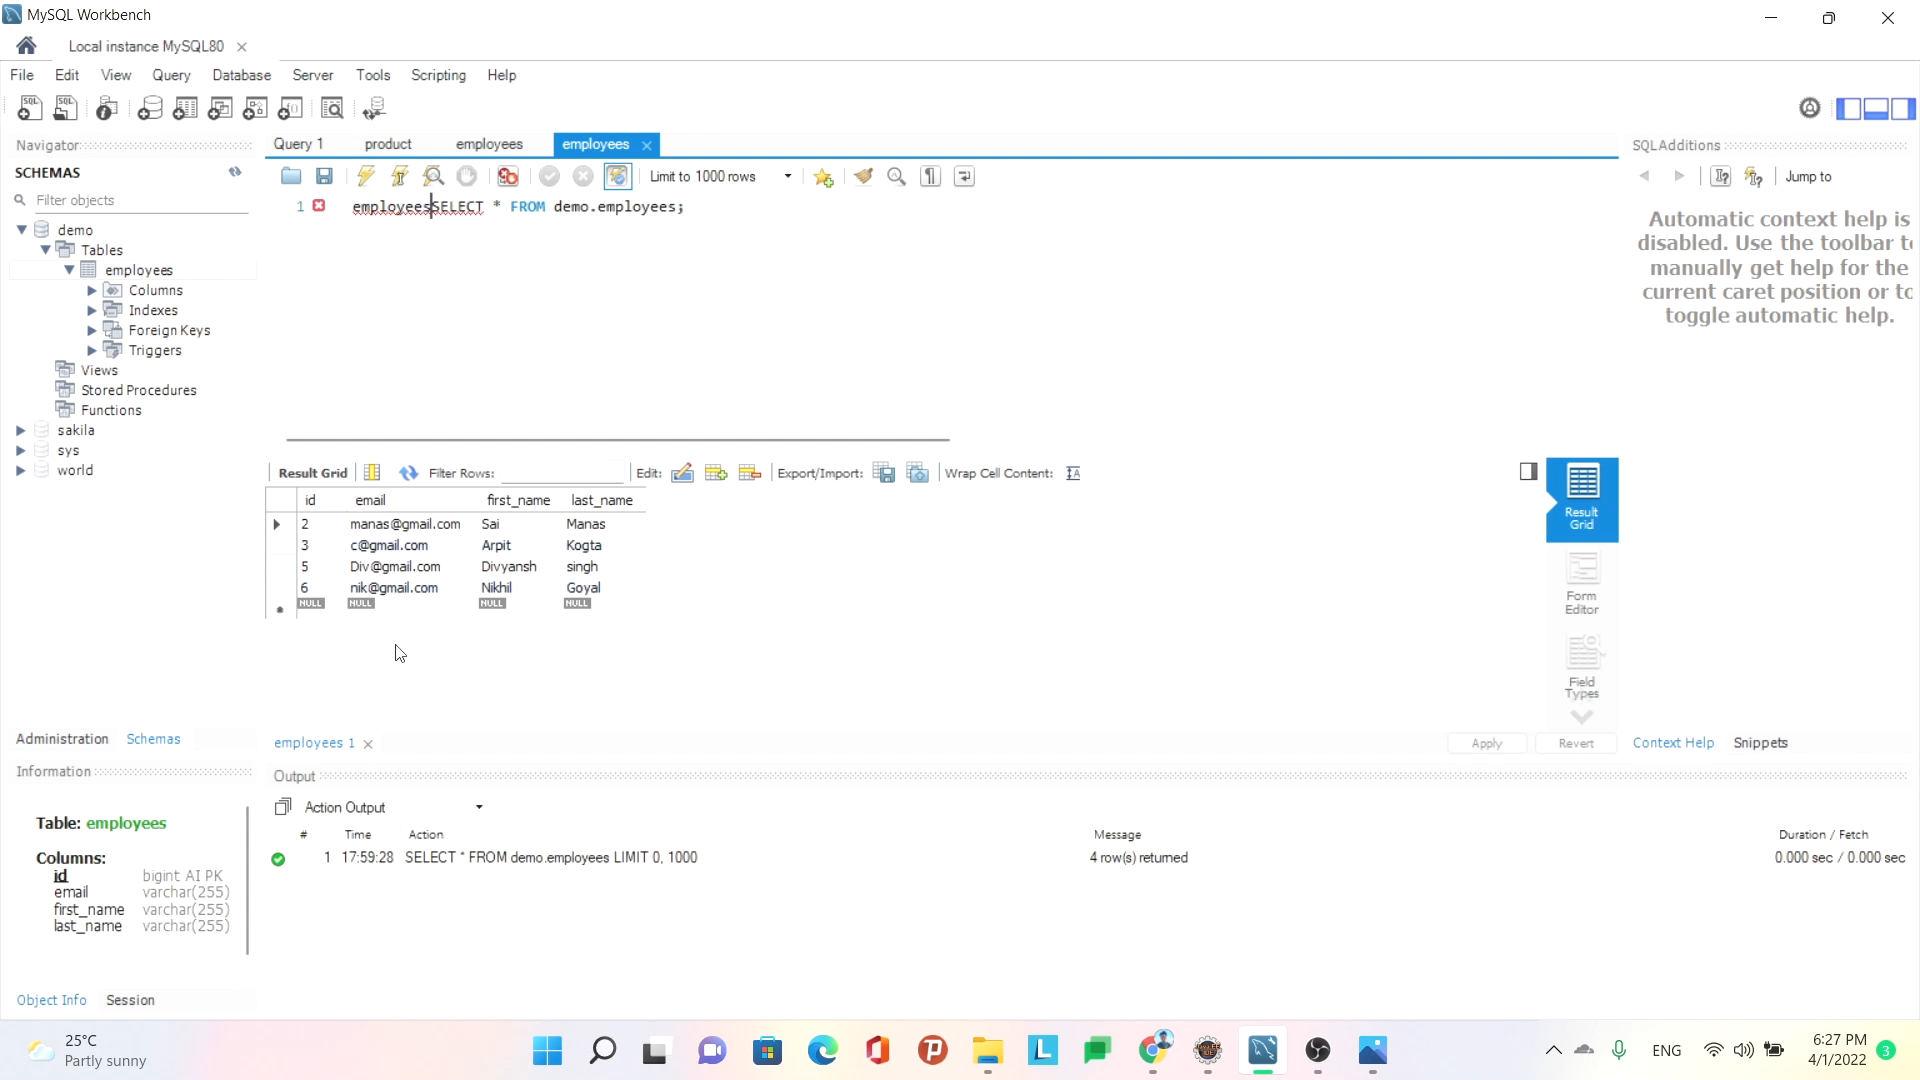 MySQL Workbench
Local instance MySQL80
File Edit View Query Database Server Tools Scripting Help
Navigator
SCHEMAS
Filter objects
demo
Tables
employees
Columns
Indexes
Foreign Keys
Triggers
Views
Stored Procedures
Functions
sakila
sys
world
Administration Schemas
Information
Table: employees
Columns:
id bigint AI PK
email varchar(255)
first_name varchar(255)
last_name varchar(255)
Object Info Session
Query 1 product employees employees
Limit to 1000 rows
1 employeesSELECT * FROM demo.employees;
Result Grid Filter Rows: Edit: Export/Import: Wrap Cell Content:
id email first_name last_name
2 manas@gmail.com Sai Manas
3 c@gmail.com Arpit Kogta
5 Div@gmail.com Divyansh singh
6 nik@gmail.com Nikhil Goyal
NULL NULL NULL NULL
Result
Grid
Form
Editor
Field
Types
employees 1 Apply Revert
Output
Action Output
# Time Action Message Duration / Fetch
1 17:59:28 SELECT * FROM demo.employees LIMIT 0, 1000 4 row(s) returned 0.000 sec / 0.000 sec
SQLAdditions
Jump to
Automatic context help is
disabled. Use the toolbar to
manually get help for the
current caret position or to
toggle automatic help.
Context Help Snippets
25°C
Partly sunny
ENG
6:27 PM
4/1/2022
3